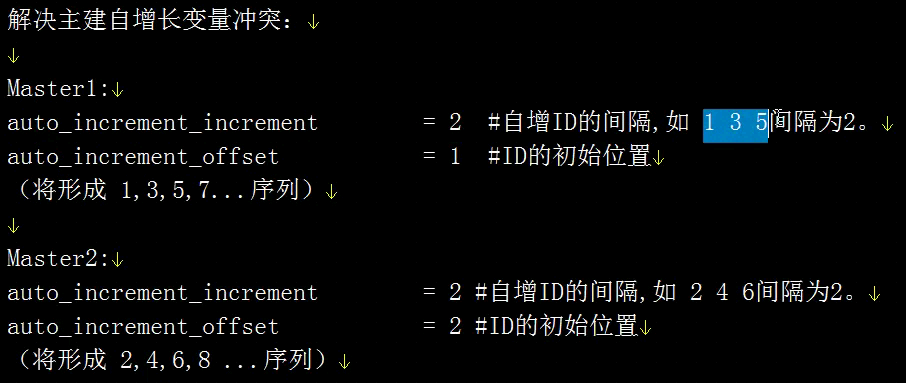 解决主建自增长变量冲突：↓
↓
Master1:↓
auto_increment_increment = 2 #自增ID的间隔,如 1 3 5间隔为2。↓
auto_increment_offset = 1 #ID的初始位置↓
（将形成 1,3,5,7...序列）↓
↓
Master2:↓
auto_increment_increment = 2 #自增ID的间隔,如 2 4 6间隔为2。↓
auto_increment_offset = 2 #ID的初始位置↓
（将形成 2,4,6,8 ...序列）↓